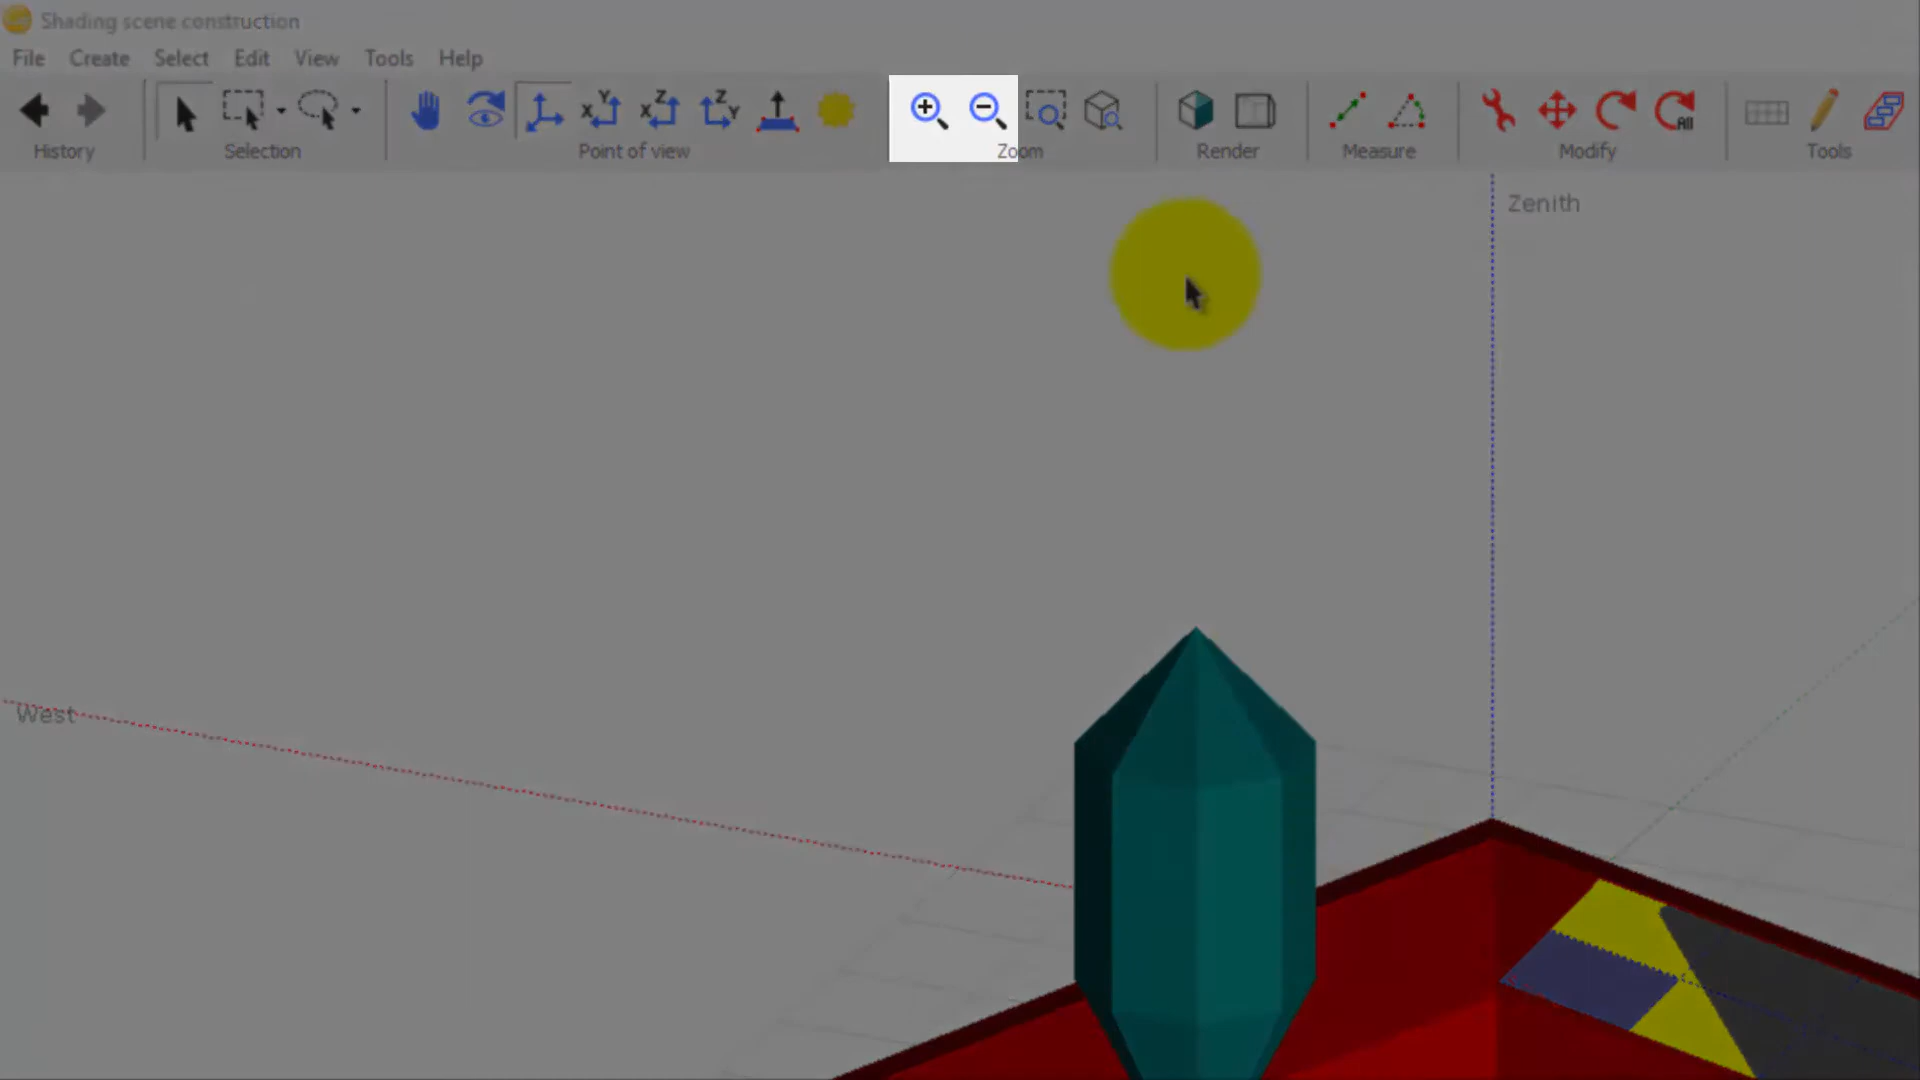 Shading scene construction
File Create Select Edit View Tools Help
X Y X Z Z Y All
History Selection Point of view Zoom Render Measure Modify Tools
Zenith
West